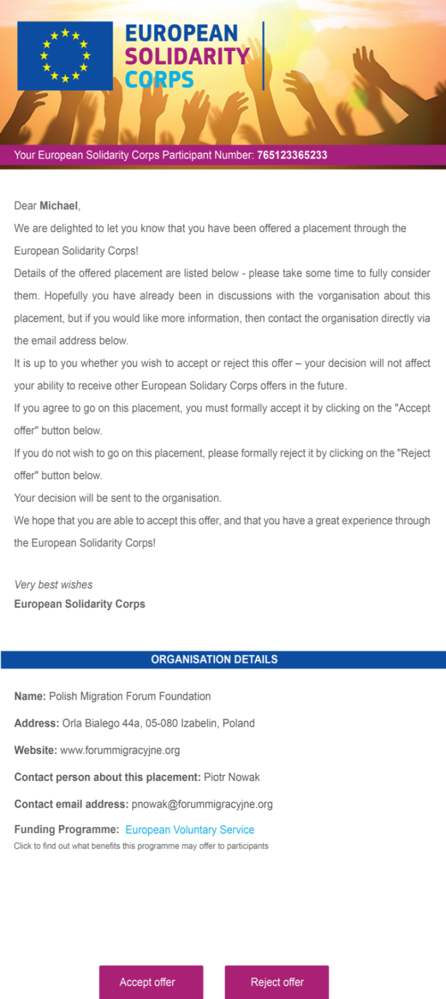 EUROPEAN
SOLIDARITY
CORPS
Your European Solidarity Corps Participant Number: 765123365233
Dear Michael,
We are delighted to let you know that you have been offered a placement through the
European Solidarity Corps!
Details of the offered placement are listed below - please take some time to fully consider
them. Hopefully you have already been in discussions with the vorganisation about this
placement, but if you would like more information, then contact the organisation directly via
the email address below.
It is up to you whether you wish to accept or reject this offer – your decision will not affect
your ability to receive other European Solidary Corps offers in the future.
If you agree to go on this placement, you must formally accept it by clicking on the "Accept
offer" button below.
If you do not wish to go on this placement, please formally reject it by clicking on the "Reject
offer" button below.
Your decision will be sent to the organisation.
We hope that you are able to accept this offer, and that you have a great experience through
the European Solidarity Corps!
Very best wishes
European Solidarity Corps
ORGANISATION DETAILS
Name: Polish Migration Forum Foundation
Address: Orla Bialego 44a, 05-080 Izabelin, Poland
Website: www.forummigracyjne.org
Contact person about this placement: Piotr Nowak
Contact email address: pnowak@forummigracyjne.org
Funding Programme: European Voluntary Service
Click to find out what benefits this programme may offer to participants
Accept offer Reject offer